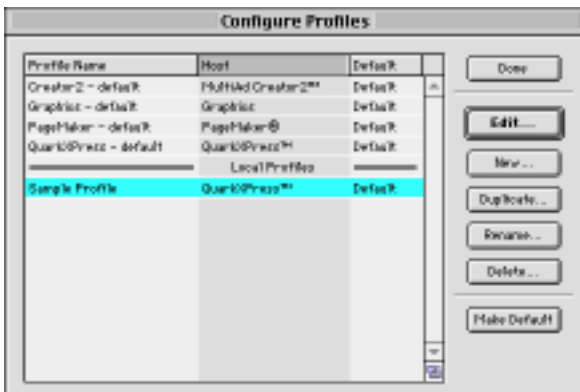 Configure Profiles
Profile Name Host Default
Creator2 - default MultiAd Creator2™ Default
Graphics - default Graphics Default
PageMaker - default PageMaker® Default
QuarkXPress - default QuarkXPress™ Default
Local Profiles
Sample Profile QuarkXPress™ Default
Done
Edit...
New...
Duplicate...
Rename...
Delete...
Make Default